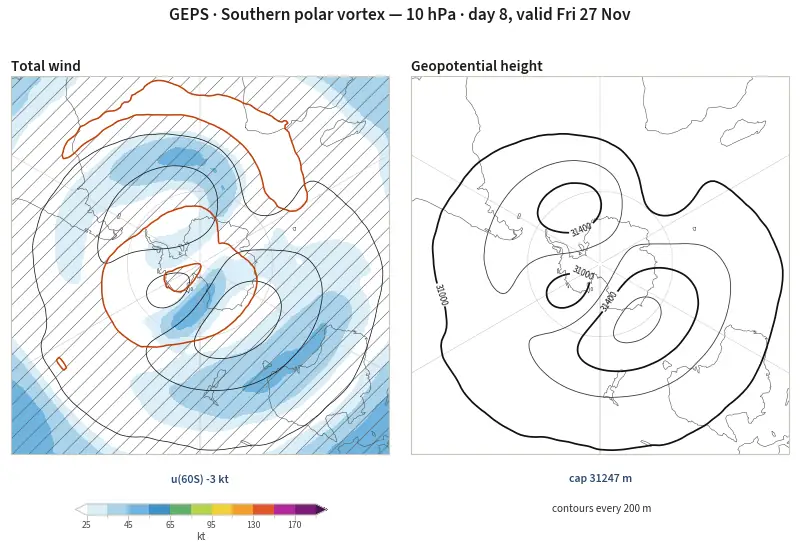 GEPS · Southern polar vortex — 10 hPa · day 8, valid Fri 27 Nov
Total wind
Geopotential height
31400
31000
31000
31400
u(60S) -3 kt
cap 31247 m
contours every 200 m
25 45 65 95 130 170
kt